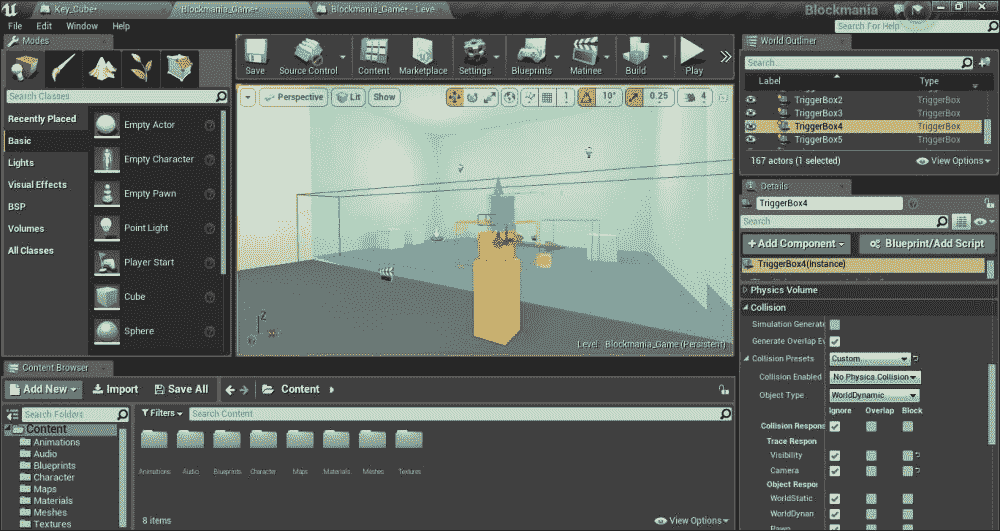 Key_Cube*
Blockmania_Game*
Blockmania_Game* - Leve
Blockmania
File Edit Window Help
Search For Help
Modes
Search Classes
Recently Placed
Basic
Lights
Visual Effects
BSP
Volumes
All Classes
Empty Actor
Empty Character
Empty Pawn
Point Light
Player Start
Cube
Sphere
Save
Source Control
Content
Marketplace
Settings
Blueprints
Matinee
Build
Play
Perspective Lit Show
1 10° 0.25 4
Level: Blockmania_Game (Persistent)
World Outliner
Search...
Label Type
TriggerBox2 TriggerBox
TriggerBox3 TriggerBox
TriggerBox4 TriggerBox
TriggerBox5 TriggerBox
167 actors (1 selected) View Options
Details
TriggerBox4
Search
+Add Component Blueprint/Add Script
TriggerBox4(Instance)
Physics Volume
Collision
Simulation Generate
Generate Overlap Ev
Collision Presets Custom
Collision Enabled No Physics Collision
Object Type WorldDynamic
Ignore Overlap Block
Collision Respons
Trace Respon
Visibility
Camera
Object Respon
WorldStatic
WorldDynan
Pawn
Content Browser
Add New Import Save All Content
Search Folders
Content
Animations
Audio
Blueprints
Character
Maps
Materials
Meshes
Textures
Filters Search Content
Animations Audio Blueprints Character Maps Materials Meshes Textures
8 items View Options